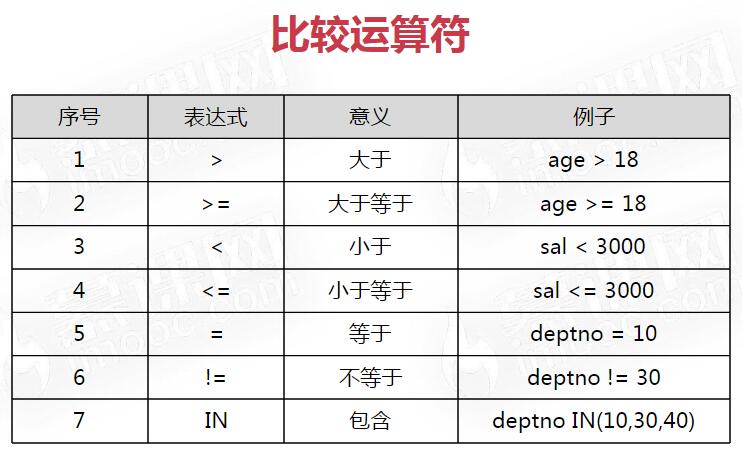 比较运算符
序号 表达式 意义 例子
1 > 大于 age > 18
2 >= 大于等于 age >= 18
3 < 小于 sal < 3000
4 <= 小于等于 sal <= 3000
5 = 等于 deptno = 10
6 != 不等于 deptno != 30
7 IN 包含 deptno IN(10,30,40)